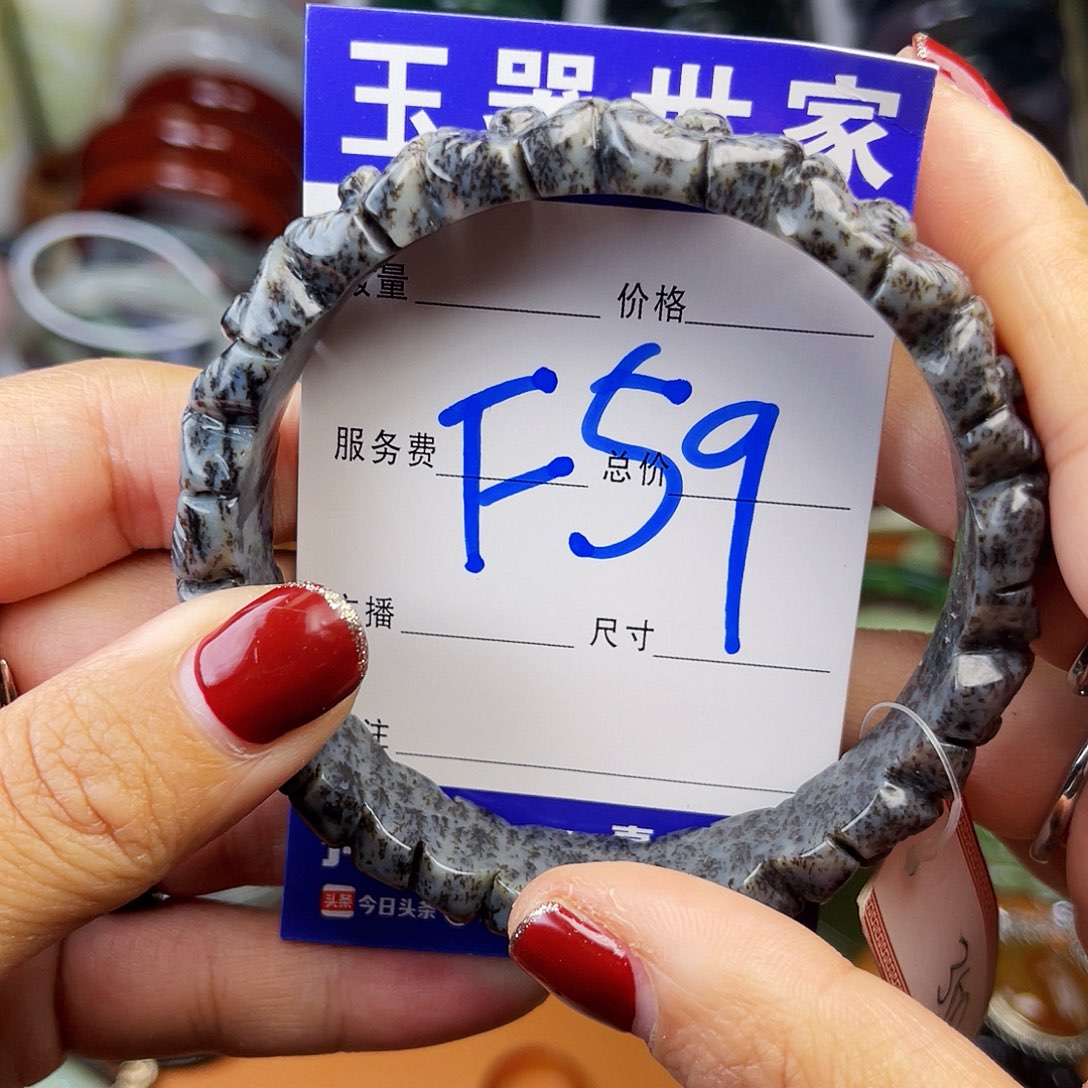 玉器世家
量 价格
F59
服务费 总价
播 尺寸
注
头条 今日头条